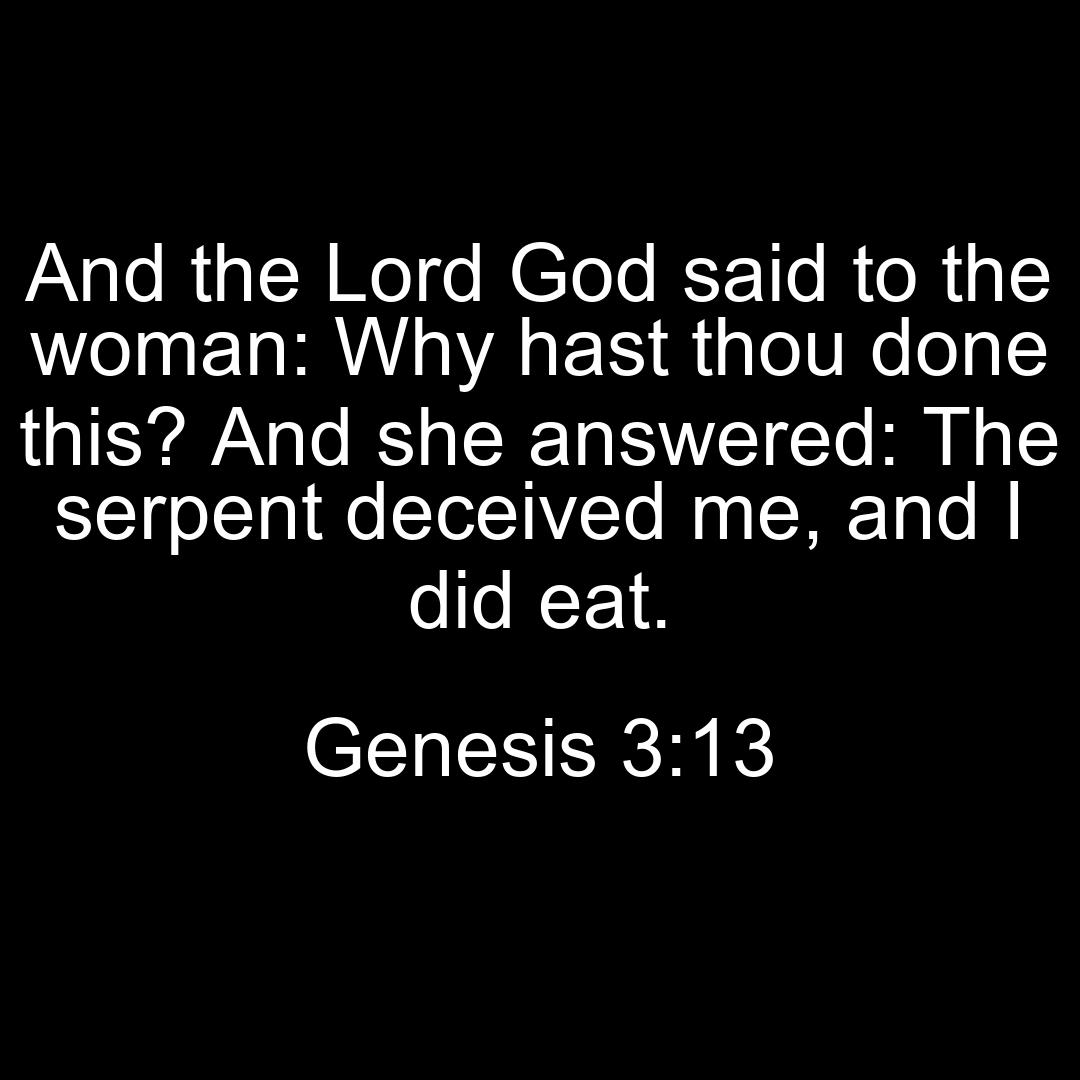 And the Lord God said to the
woman: Why hast thou done
this? And she answered: The
serpent deceived me, and I
did eat.
Genesis 3:13